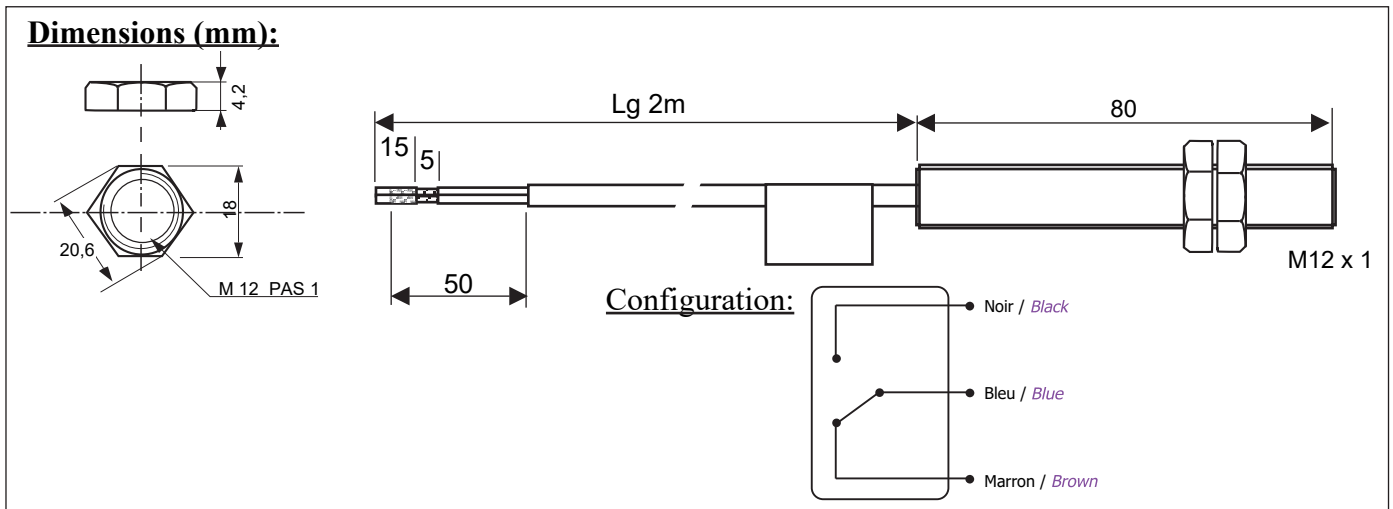 Dimensions (mm):
4,2
Lg 2m
80
15
5
18
20,6
M 12 PAS 1
50
M12 x 1
Configuration:
Noir / Black
Bleu / Blue
Marron / Brown